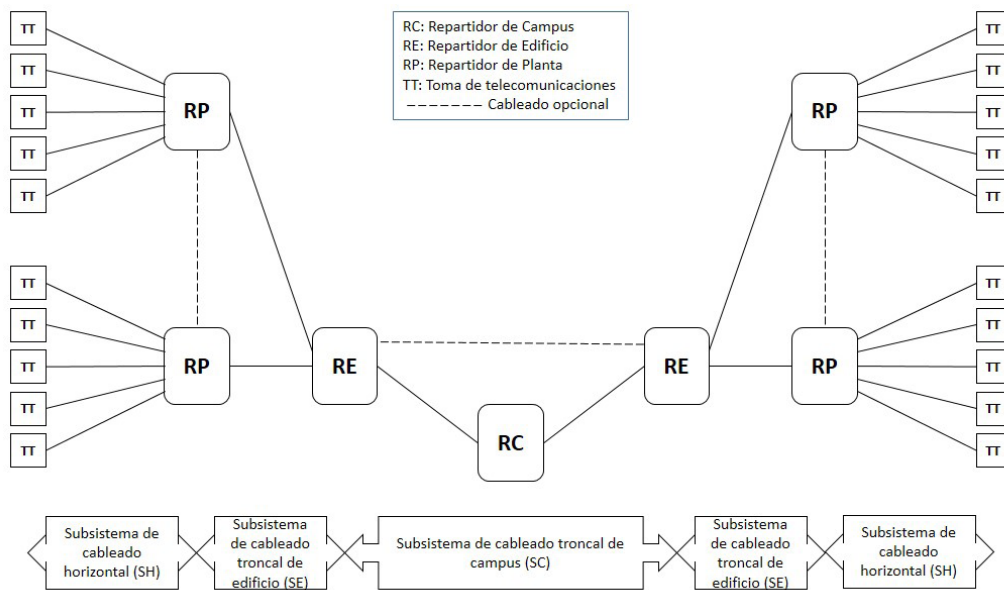 RC: Repartidor de Campus
RE: Repartidor de Edificio
RP: Repartidor de Planta
TT: Toma de telecomunicaciones
Cableado opcional
TT
TT
TT
TT
TT
RP
RP
TT
TT
TT
TT
TT
TT
TT
TT
TT
TT
RP
RE
RE
RP
RC
TT
TT
TT
TT
TT
Subsistema de
cableado
horizontal (SH)
Subsistema
de cableado
troncal de
edificio (SE)
Subsistema de cableado troncal de
campus (SC)
Subsistema
de cableado
troncal de
edificio (SE)
Subsistema de
cableado
horizontal (SH)